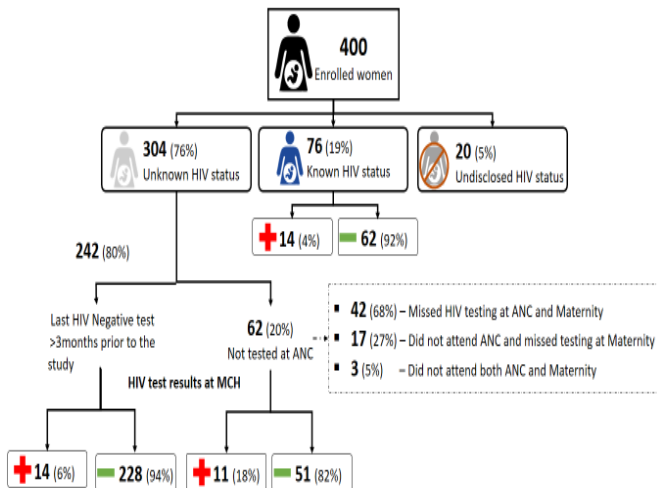 400
Enrolled women
304 (76%)
Unknown HIV status
76 (19%)
Known HIV status
20 (5%)
Undisclosed HIV status
14 (4%)
62 (92%)
242 (80%)
Last HIV Negative test
>3months prior to the
study
62 (20%)
Not tested at ANC
42 (68%) – Missed HIV testing at ANC and Maternity
17 (27%) – Did not attend ANC and missed testing at Maternity
3 (5%) – Did not attend both ANC and Maternity
HIV test results at MCH
14 (6%)
228 (94%)
11 (18%)
51 (82%)